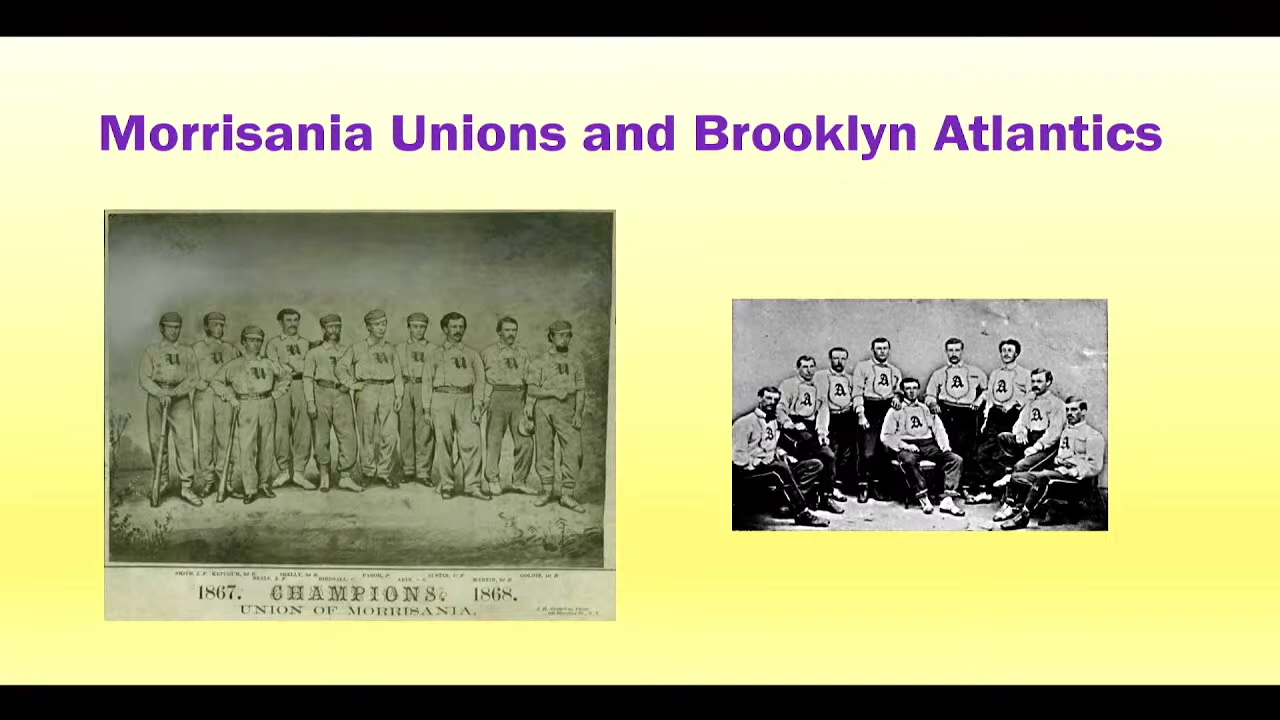 Morrisania Unions and Brooklyn Atlantics
U U U U U U U U
A A A A A A A A A
1867. CHAMPIONS. 1868.
UNION OF MORRISANIA.